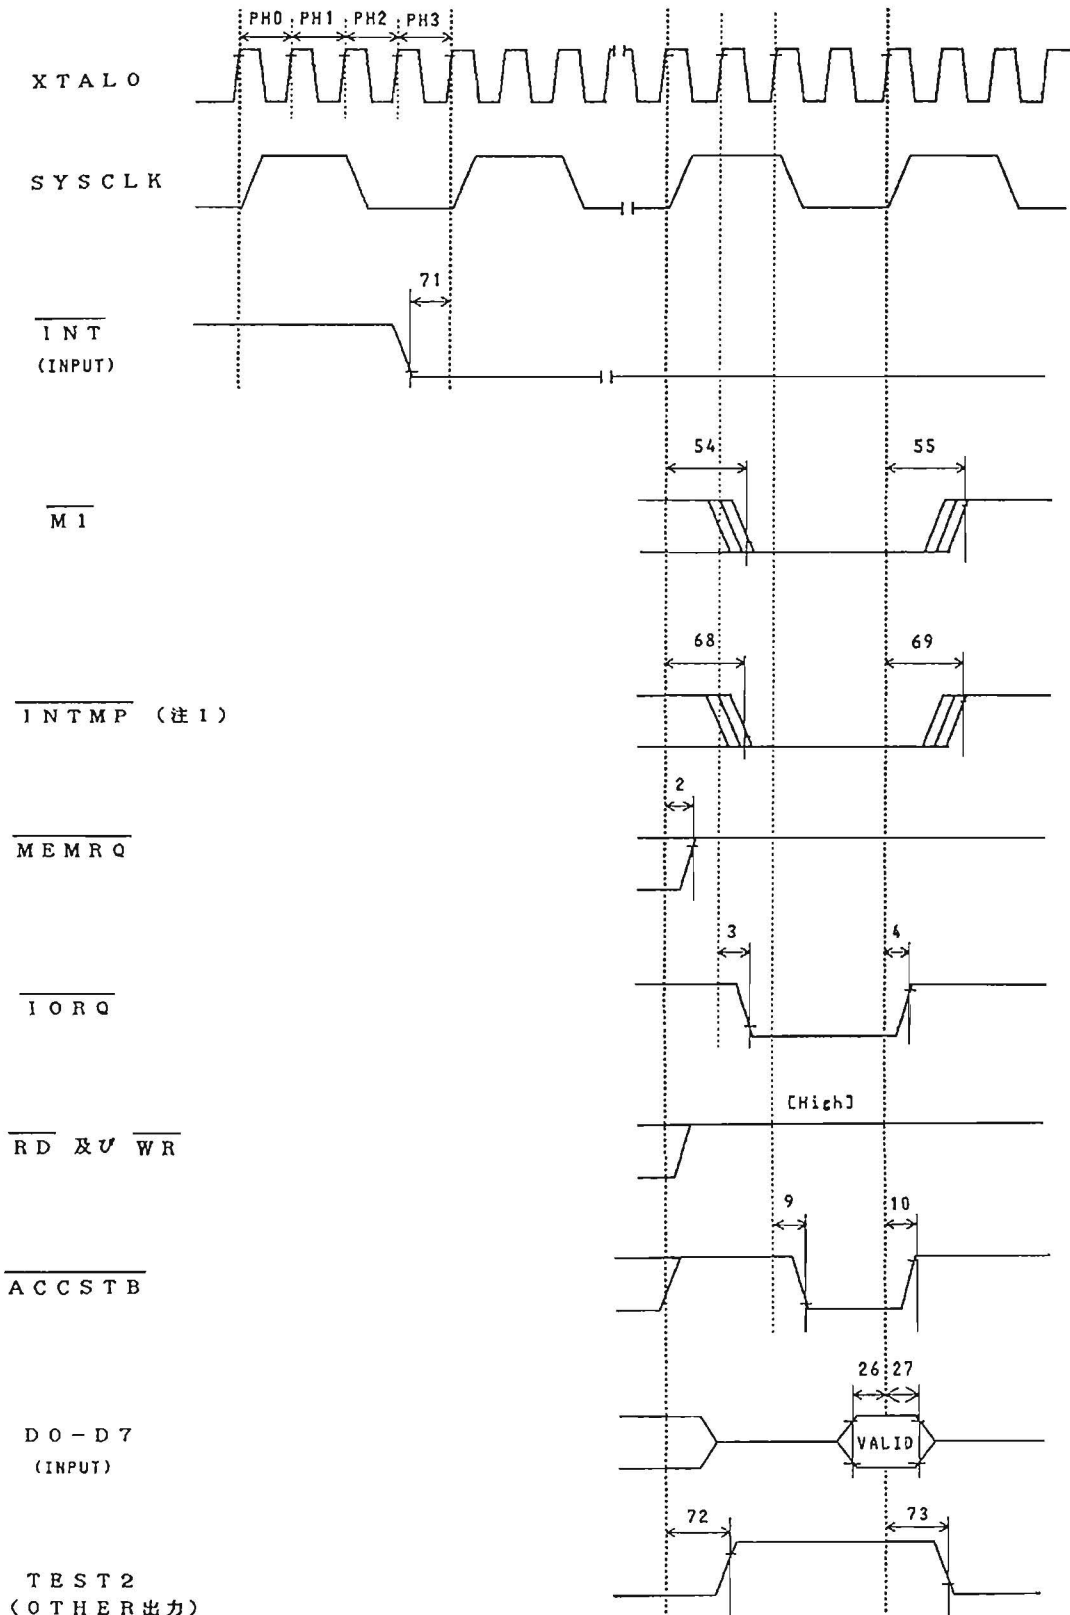 PH0 PH1 PH2 PH3
XTALO
SYSCLK
71
INT
(INPUT)
54 55
M1
68 69
INTMP (注1)
2
MEMRQ
3 4
IORQ
[High]
RD 及び WR
9 10
ACCSTB
26 27
D0-D7
VALID
(INPUT)
72 73
TEST2
(OTHER出力)